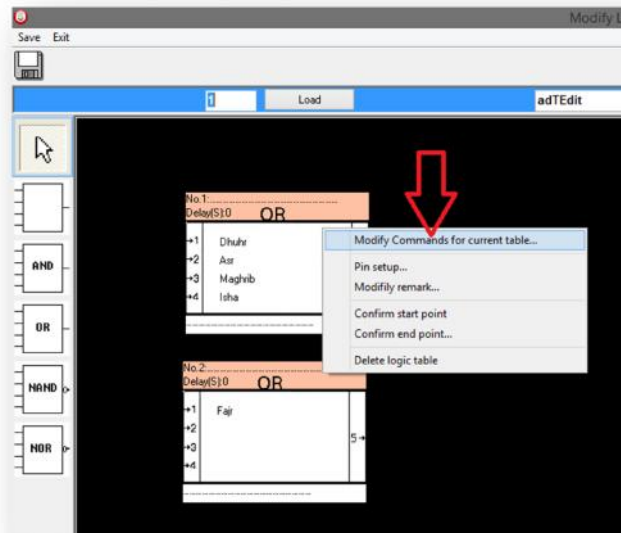 Modify L
Save Exit
1 Load adTEdit
No.1:
Delay(S):0 OR
1 Dhuhr
2 Asr
3 Maghrib
4 Isha
Modify Commands for current table...
Pin setup...
Modifily remark...
Confirm start point
Confirm end point...
Delete logic table
AND
OR
NAND
NOR
No.2:
Delay(S):0 OR
1 Fajr
2
3
4
5